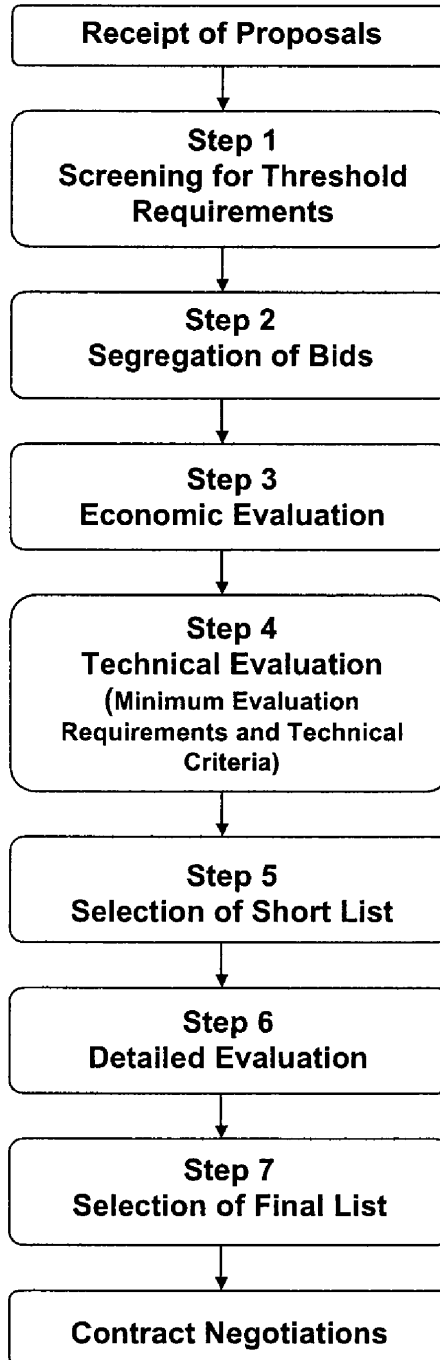 Receipt of Proposals
Step 1
Screening for Threshold
Requirements
Step 2
Segregation of Bids
Step 3
Economic Evaluation
Step 4
Technical Evaluation
(Minimum Evaluation
Requirements and Technical
Criteria)
Step 5
Selection of Short List
Step 6
Detailed Evaluation
Step 7
Selection of Final List
Contract Negotiations